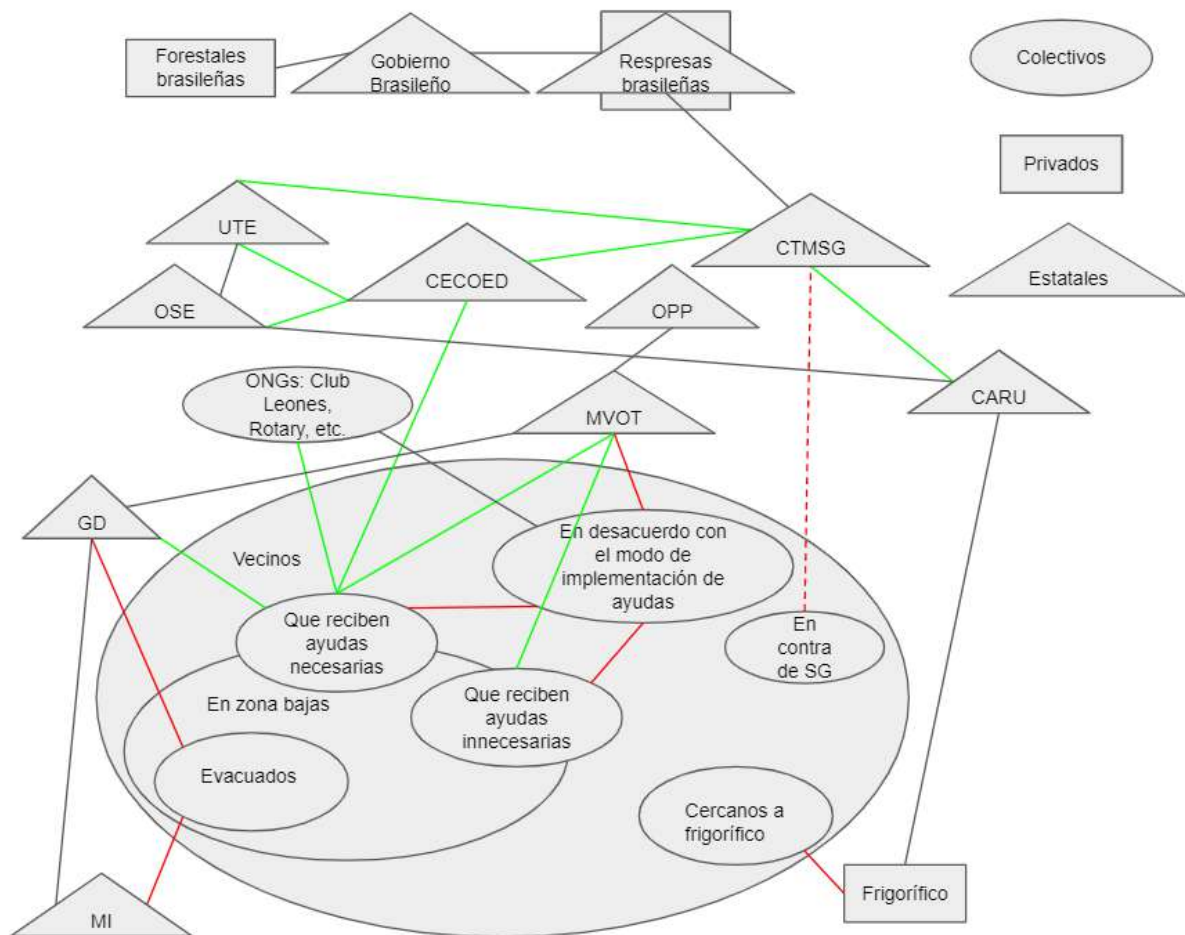 Forestales
brasileñas
Gobierno
Brasileño
Respresas
brasileñas
Colectivos
Privados
UTE
CTMSG
CECOED
Estatales
OSE
OPP
ONGs: Club
Leones,
Rotary, etc.
MVOT
CARU
GD
Vecinos
En desacuerdo con
el modo de
implementación de
ayudas
Que reciben
ayudas
necesarias
En
contra
de SG
En zona bajas
Que reciben
ayudas
innecesarias
Evacuados
Cercanos a
frigorífico
Frigorífico
MI